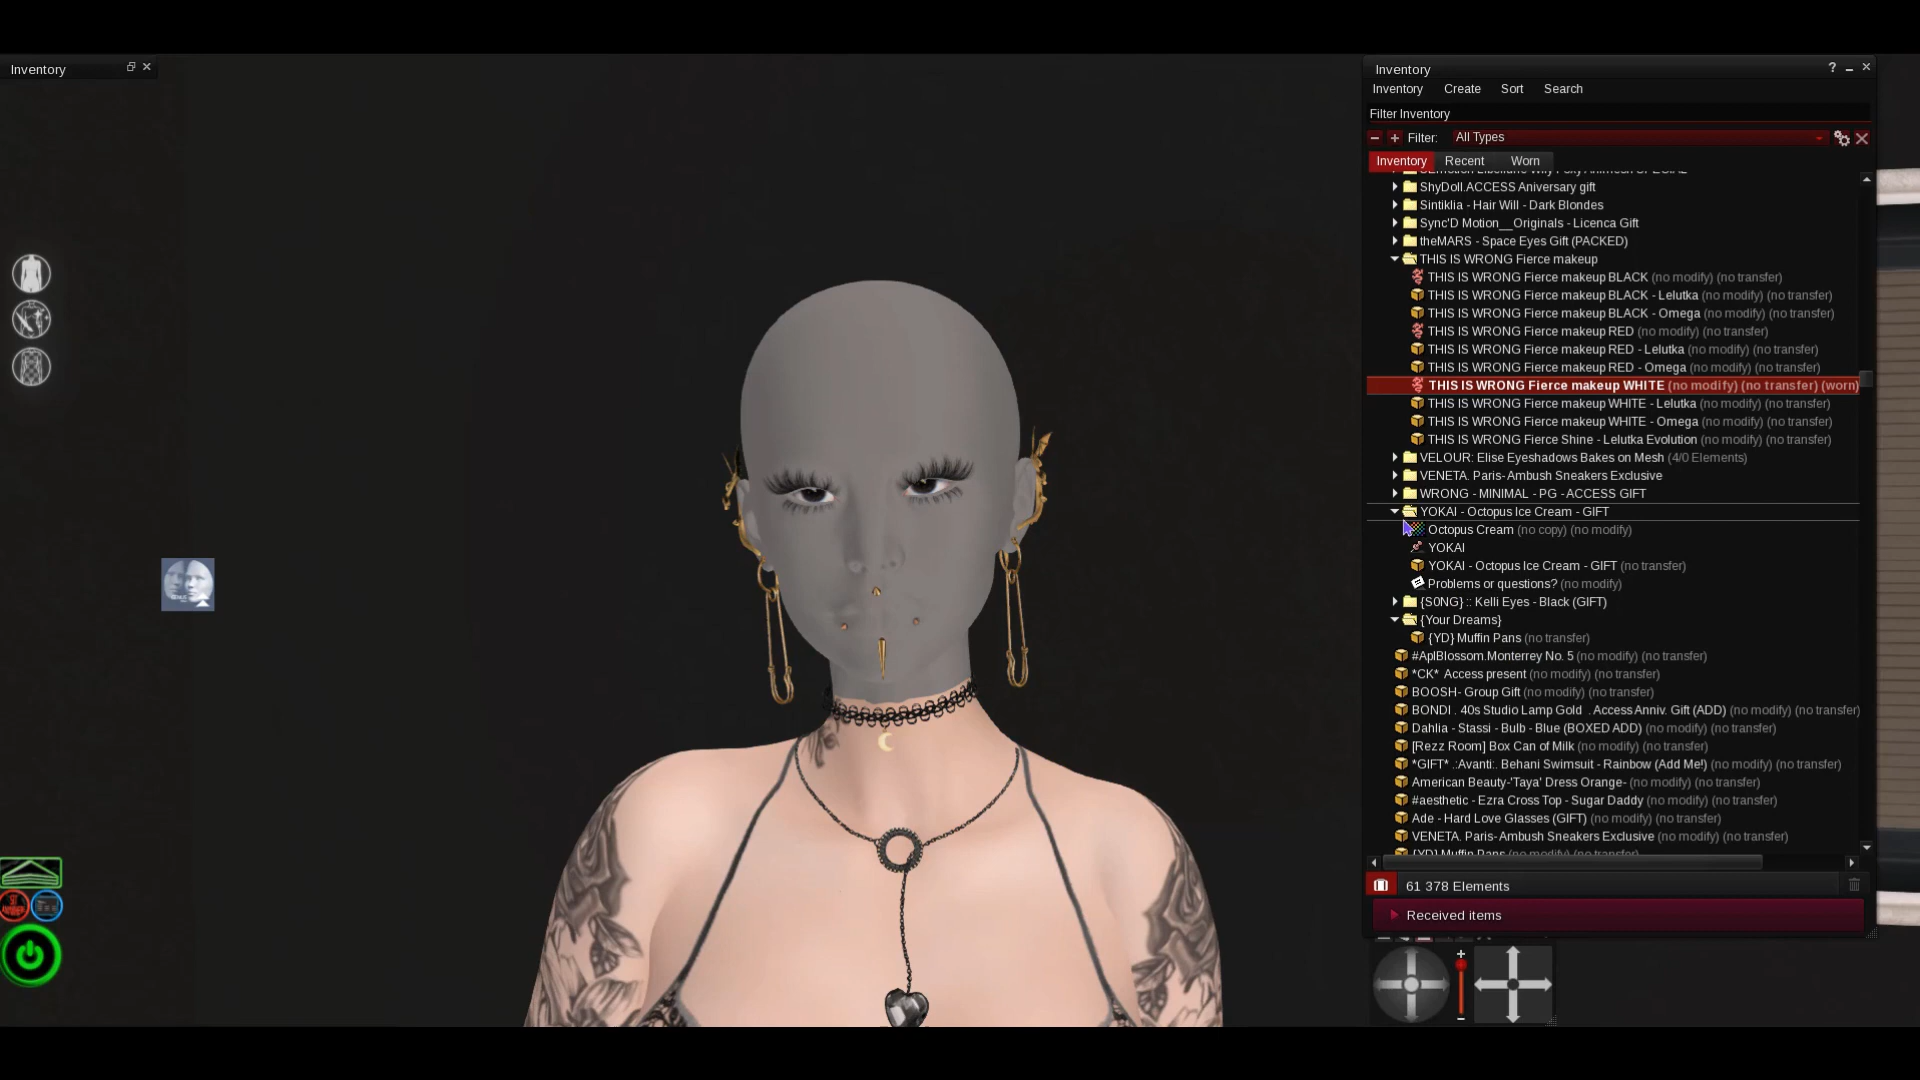 Inventory
Inventory
Inventory Create Sort Search
Filter Inventory
Filter: All Types
Inventory Recent Worn
ShyDoll.ACCESS Aniversary gift
Sintiklia - Hair Will - Dark Blondes
Sync'D Motion__Originals - Licenca Gift
theMARS - Space Eyes Gift (PACKED)
THIS IS WRONG Fierce makeup
THIS IS WRONG Fierce makeup BLACK (no modify) (no transfer)
THIS IS WRONG Fierce makeup BLACK - Lelutka (no modify) (no transfer)
THIS IS WRONG Fierce makeup BLACK - Omega (no modify) (no transfer)
THIS IS WRONG Fierce makeup RED (no modify) (no transfer)
THIS IS WRONG Fierce makeup RED - Lelutka (no modify) (no transfer)
THIS IS WRONG Fierce makeup RED - Omega (no modify) (no transfer)
THIS IS WRONG Fierce makeup WHITE (no modify) (no transfer) (worn)
THIS IS WRONG Fierce makeup WHITE - Lelutka (no modify) (no transfer)
THIS IS WRONG Fierce makeup WHITE - Omega (no modify) (no transfer)
THIS IS WRONG Fierce Shine - Lelutka Evolution (no modify) (no transfer)
VELOUR: Elise Eyeshadows Bakes on Mesh (4/0 Elements)
VENETA. Paris- Ambush Sneakers Exclusive
WRONG - MINIMAL - PG - ACCESS GIFT
YOKAI - Octopus Ice Cream - GIFT
Octopus Cream (no copy) (no modify)
YOKAI
YOKAI - Octopus Ice Cream - GIFT (no transfer)
Problems or questions? (no modify)
{S0NG} :: Kelli Eyes - Black (GIFT)
{Your Dreams}
{YD} Muffin Pans (no transfer)
#AplBlossom.Monterrey No. 5 (no modify) (no transfer)
*CK* Access present (no modify) (no transfer)
BOOSH- Group Gift (no modify) (no transfer)
BONDI . 40s Studio Lamp Gold . Access Anniv. Gift (ADD) (no modify) (no transfer)
Dahlia - Stassi - Bulb - Blue (BOXED ADD) (no modify) (no transfer)
[Rezz Room] Box Can of Milk (no modify) (no transfer)
*GIFT* .:Avanti:. Behani Swimsuit - Rainbow (Add Me!) (no modify) (no transfer)
American Beauty-'Taya' Dress Orange- (no modify) (no transfer)
#aesthetic - Ezra Cross Top - Sugar Daddy (no modify) (no transfer)
Ade - Hard Love Glasses (GIFT) (no modify) (no transfer)
VENETA. Paris- Ambush Sneakers Exclusive (no modify) (no transfer)
{YD} Muffin Pans (no modify) (no transfer)
61 378 Elements
Received items